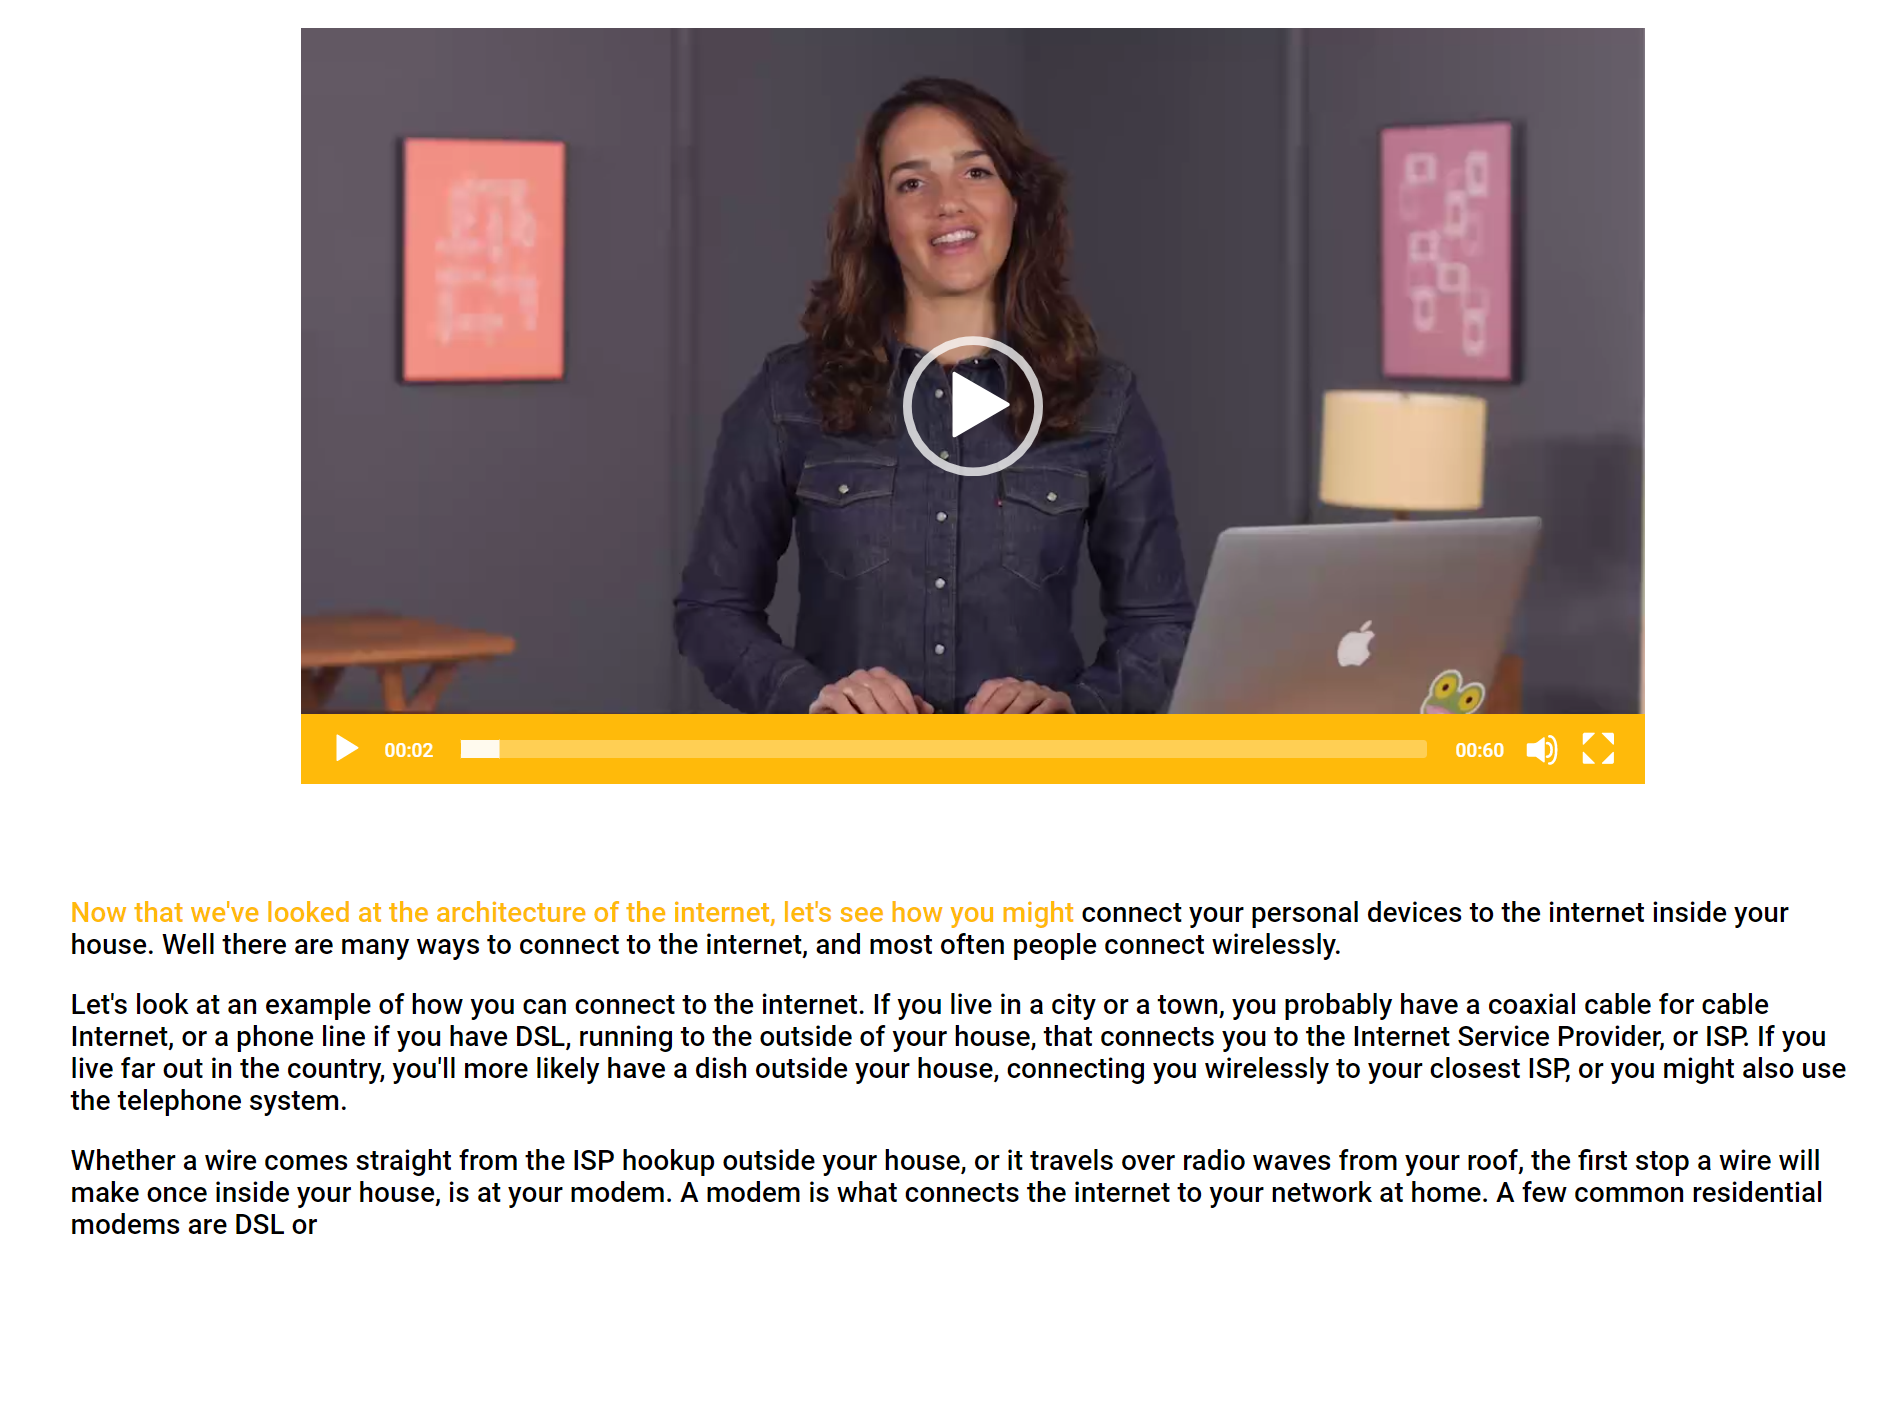 00:02
00:60
Now that we've looked at the architecture of the internet, let's see how you might connect your personal devices to the internet inside your
house. Well there are many ways to connect to the internet, and most often people connect wirelessly.
Let's look at an example of how you can connect to the internet. If you live in a city or a town, you probably have a coaxial cable for cable
Internet, or a phone line if you have DSL, running to the outside of your house, that connects you to the Internet Service Provider, or ISP. If you
live far out in the country, you'll more likely have a dish outside your house, connecting you wirelessly to your closest ISP, or you might also use
the telephone system.
Whether a wire comes straight from the ISP hookup outside your house, or it travels over radio waves from your roof, the first stop a wire will
make once inside your house, is at your modem. A modem is what connects the internet to your network at home. A few common residential
modems are DSL or